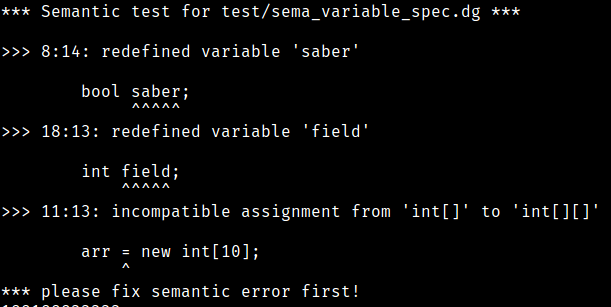 *** Semantic test for test/sema_variable_spec.dg ***
>>> 8:14: redefined variable 'saber'
bool saber;
^^^^^
>>> 18:13: redefined variable 'field'
int field;
^^^^^
>>> 11:13: incompatible assignment from 'int[]' to 'int[][]'
arr = new int[10];
^
*** please fix semantic error first!